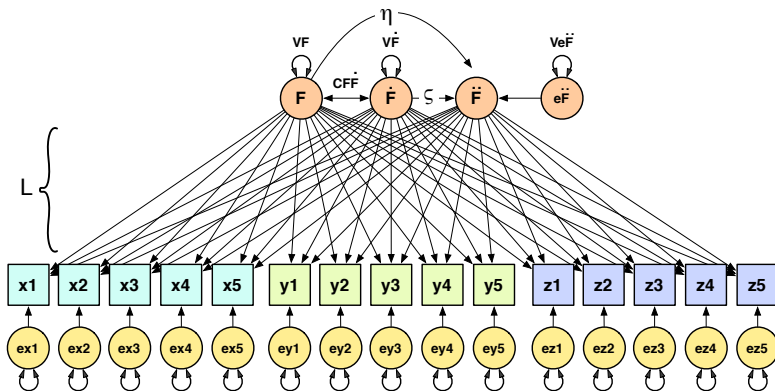 η
VF VḞ VeF̈
CFḞ
F Ḟ ς F̈ eF̈
L
x1 x2 x3 x4 x5 y1 y2 y3 y4 y5 z1 z2 z3 z4 z5
ex1 ex2 ex3 ex4 ex5 ey1 ey2 ey3 ey4 ey5 ez1 ez2 ez3 ez4 ez5